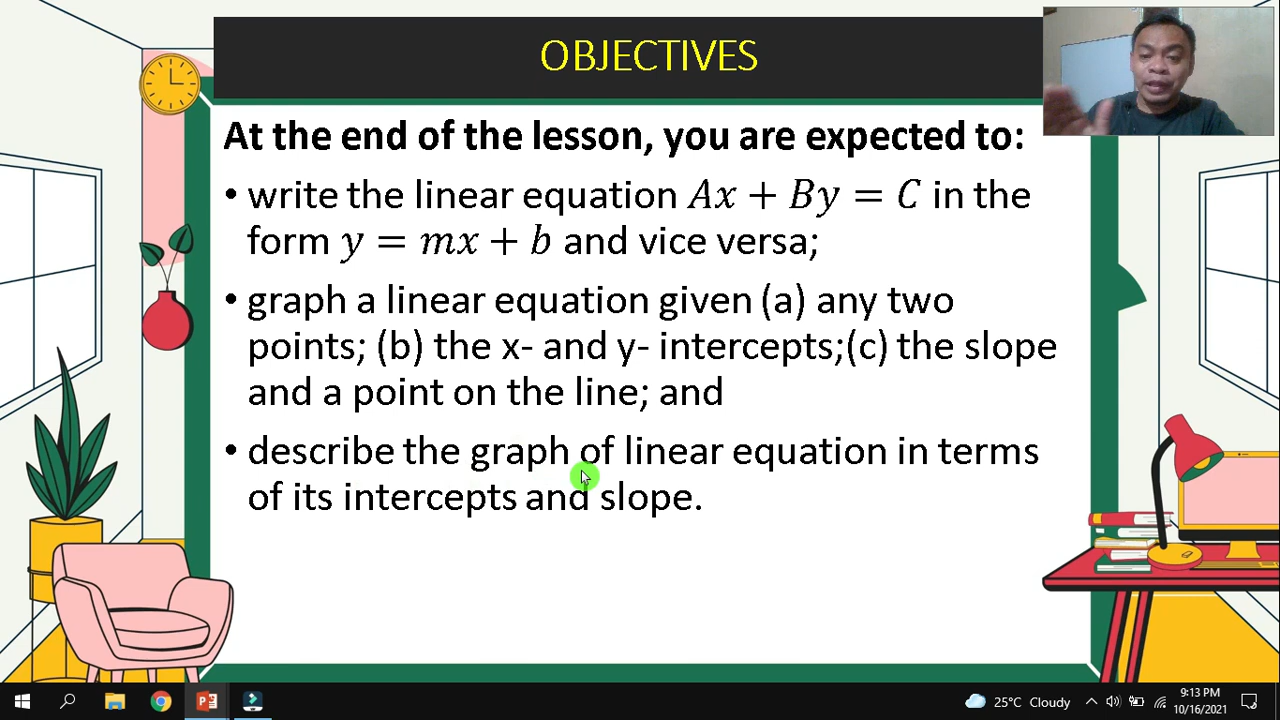 OBJECTIVES
At the end of the lesson, you are expected to:
• write the linear equation Ax + By = C in the
form y = mx + b and vice versa;
• graph a linear equation given (a) any two
points; (b) the x- and y- intercepts;(c) the slope
and a point on the line; and
• describe the graph of linear equation in terms
of its intercepts and slope.
25°C Cloudy
9:13 PM
10/16/2021